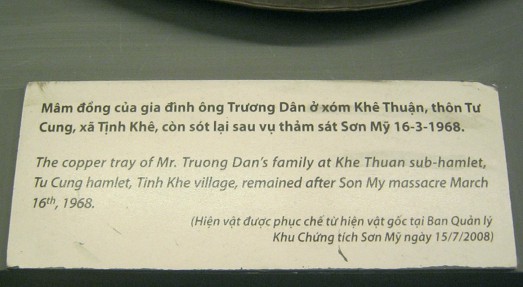 Mâm đồng của gia đình ông Trương Dân ở xóm Khê Thuận, thôn Tư
Cung, xã Tịnh Khê, còn sót lại sau vụ thảm sát Sơn Mỹ 16-3-1968.
The copper tray of Mr. Truong Dan's family at Khe Thuan sub-hamlet,
Tu Cung hamlet, Tinh Khe village, remained after Son My massacre March
16th, 1968.
(Hiện vật được phục chế từ hiện vật gốc tại Ban Quản lý
Khu Chứng tích Sơn Mỹ ngày 15/7/2008)